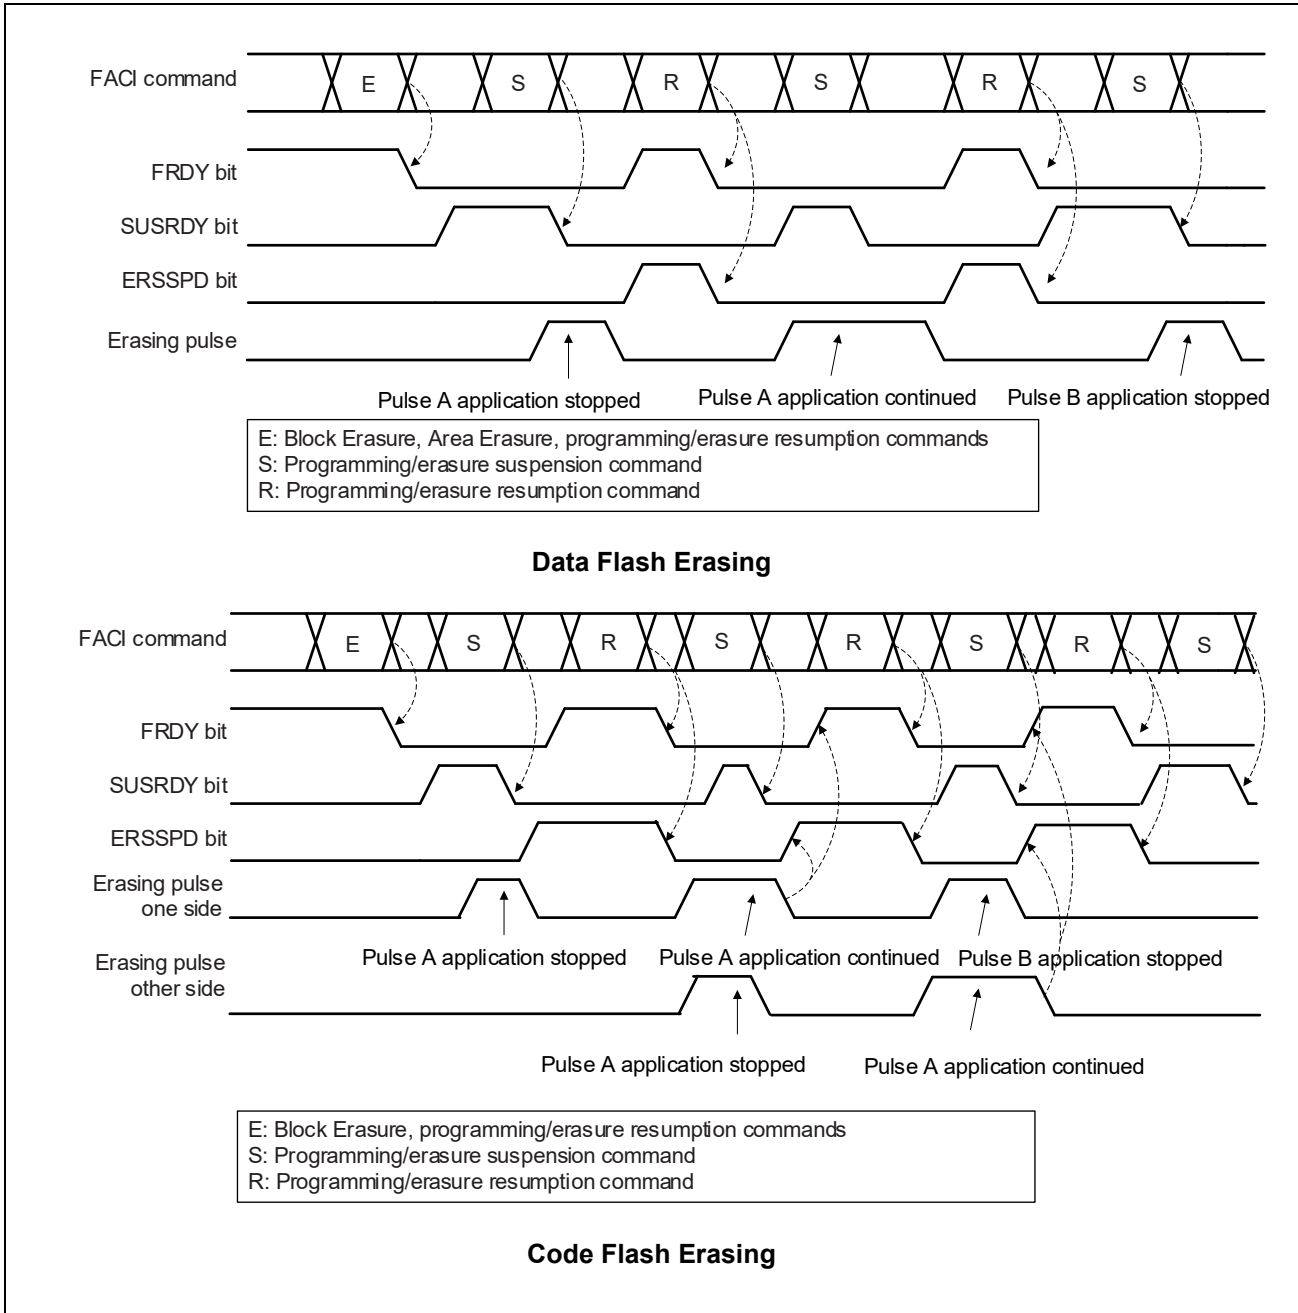 FACI command
E S R S R S
FRDY bit
SUSRDY bit
ERSSPD bit
Erasing pulse
Pulse A application stopped
Pulse A application continued
Pulse B application stopped
E: Block Erasure, Area Erasure, programming/erasure resumption commands
S: Programming/erasure suspension command
R: Programming/erasure resumption command
Data Flash Erasing
FACI command
E S R S R S R S
FRDY bit
SUSRDY bit
ERSSPD bit
Erasing pulse
one side
Pulse A application stopped
Pulse A application continued
Pulse B application stopped
Erasing pulse
other side
Pulse A application stopped
Pulse A application continued
E: Block Erasure, programming/erasure resumption commands
S: Programming/erasure suspension command
R: Programming/erasure resumption command
Code Flash Erasing